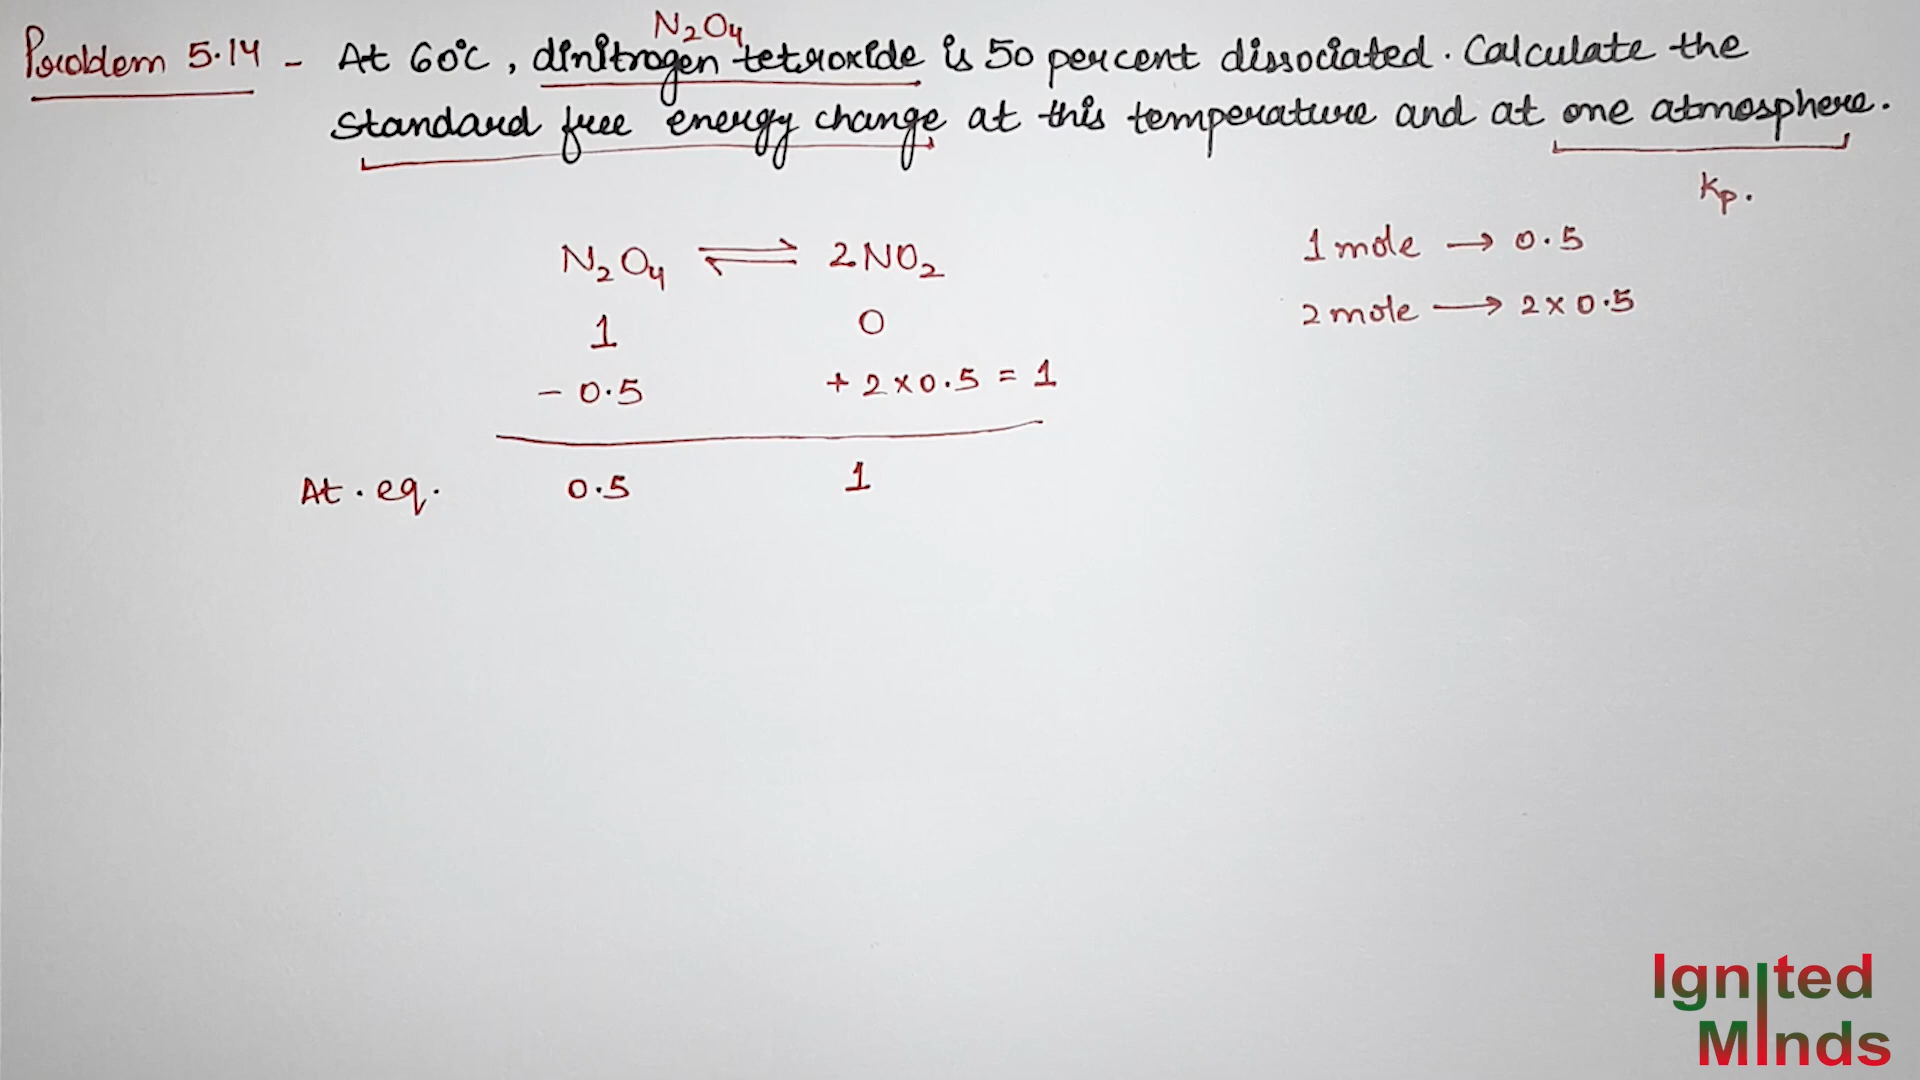 N₂O₄
Problem 5.14 - At 60°C, dinitrogen tetroxide is 50 percent dissociated. Calculate the
standard free energy change at this temperature and at one atmosphere.
Kp.
N₂O₄ ⇌ 2NO₂
1 mole → 0.5
1 0
2 mole → 2×0.5
- 0.5 + 2×0.5 = 1
At. eq. 0.5 1
Ignited
Minds